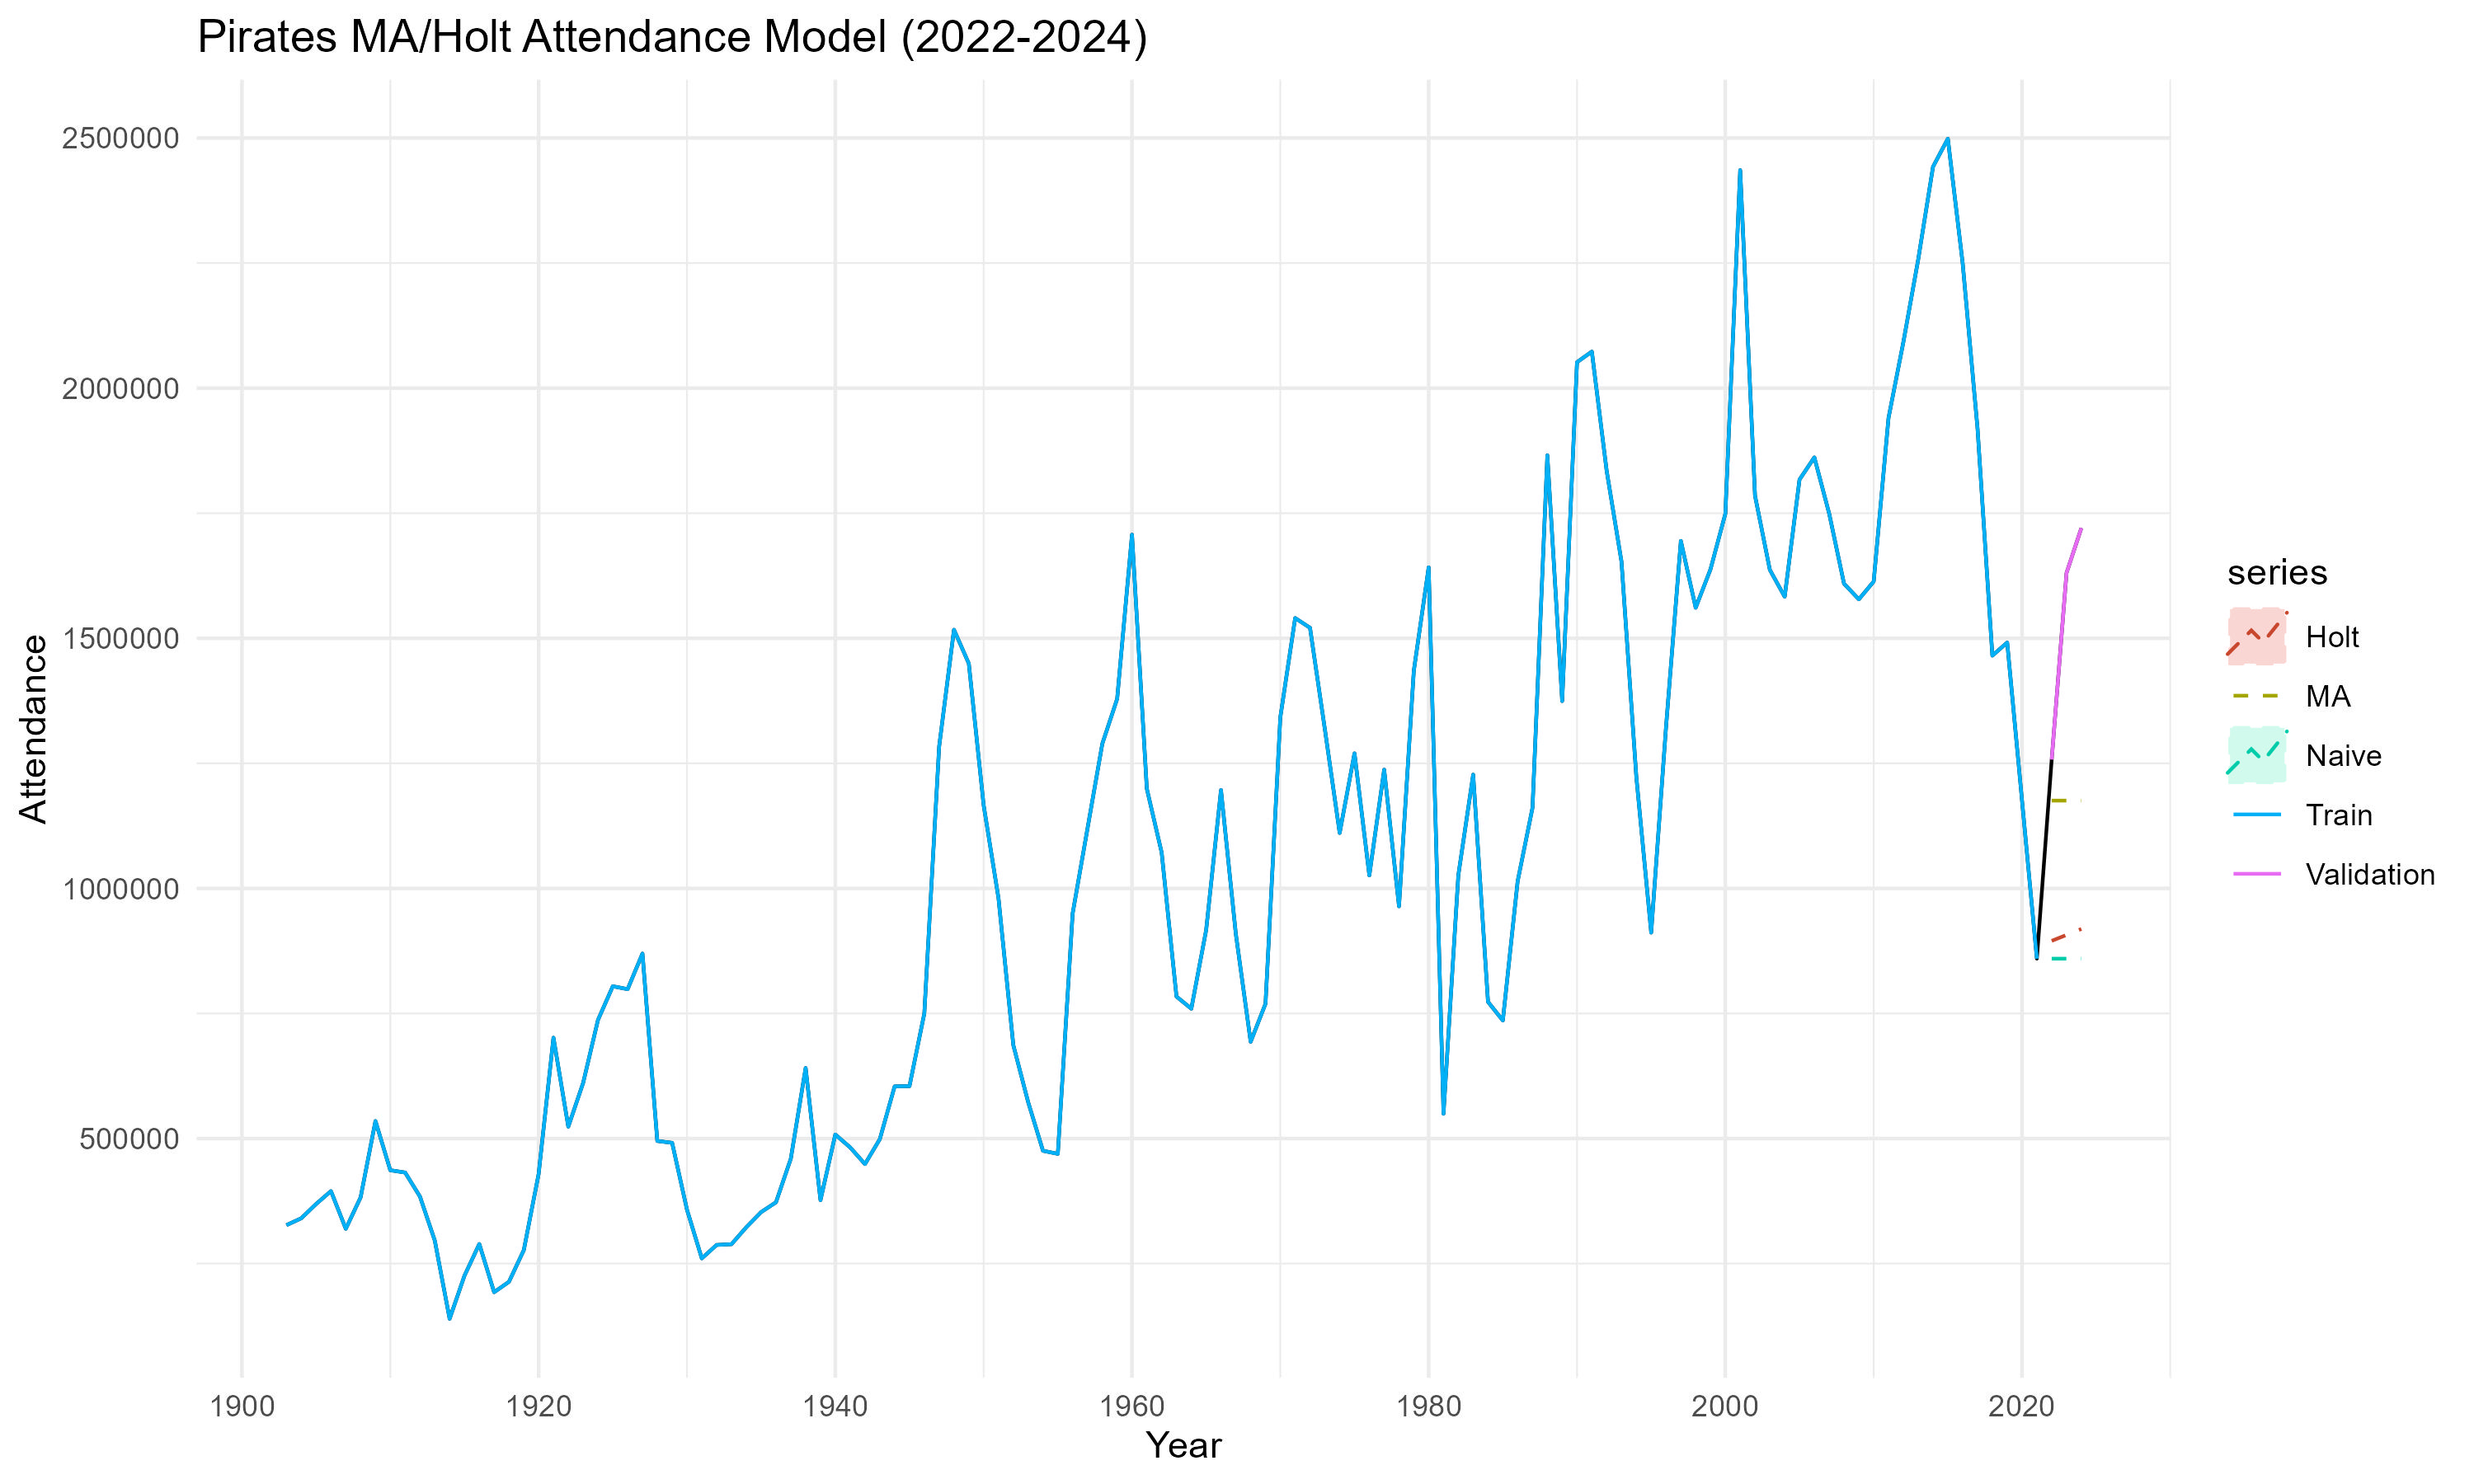 Pirates MA/Holt Attendance Model (2022-2024)
Attendance
2500000
2000000
1500000
1000000
500000
1900
1920
1940
1960
1980
2000
2020
Year
series
Holt
MA
Naive
Train
Validation